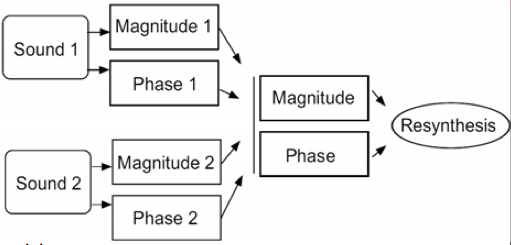 Sound 1
Magnitude 1
Phase 1
Sound 2
Magnitude 2
Phase 2
Magnitude
Phase
Resynthesis